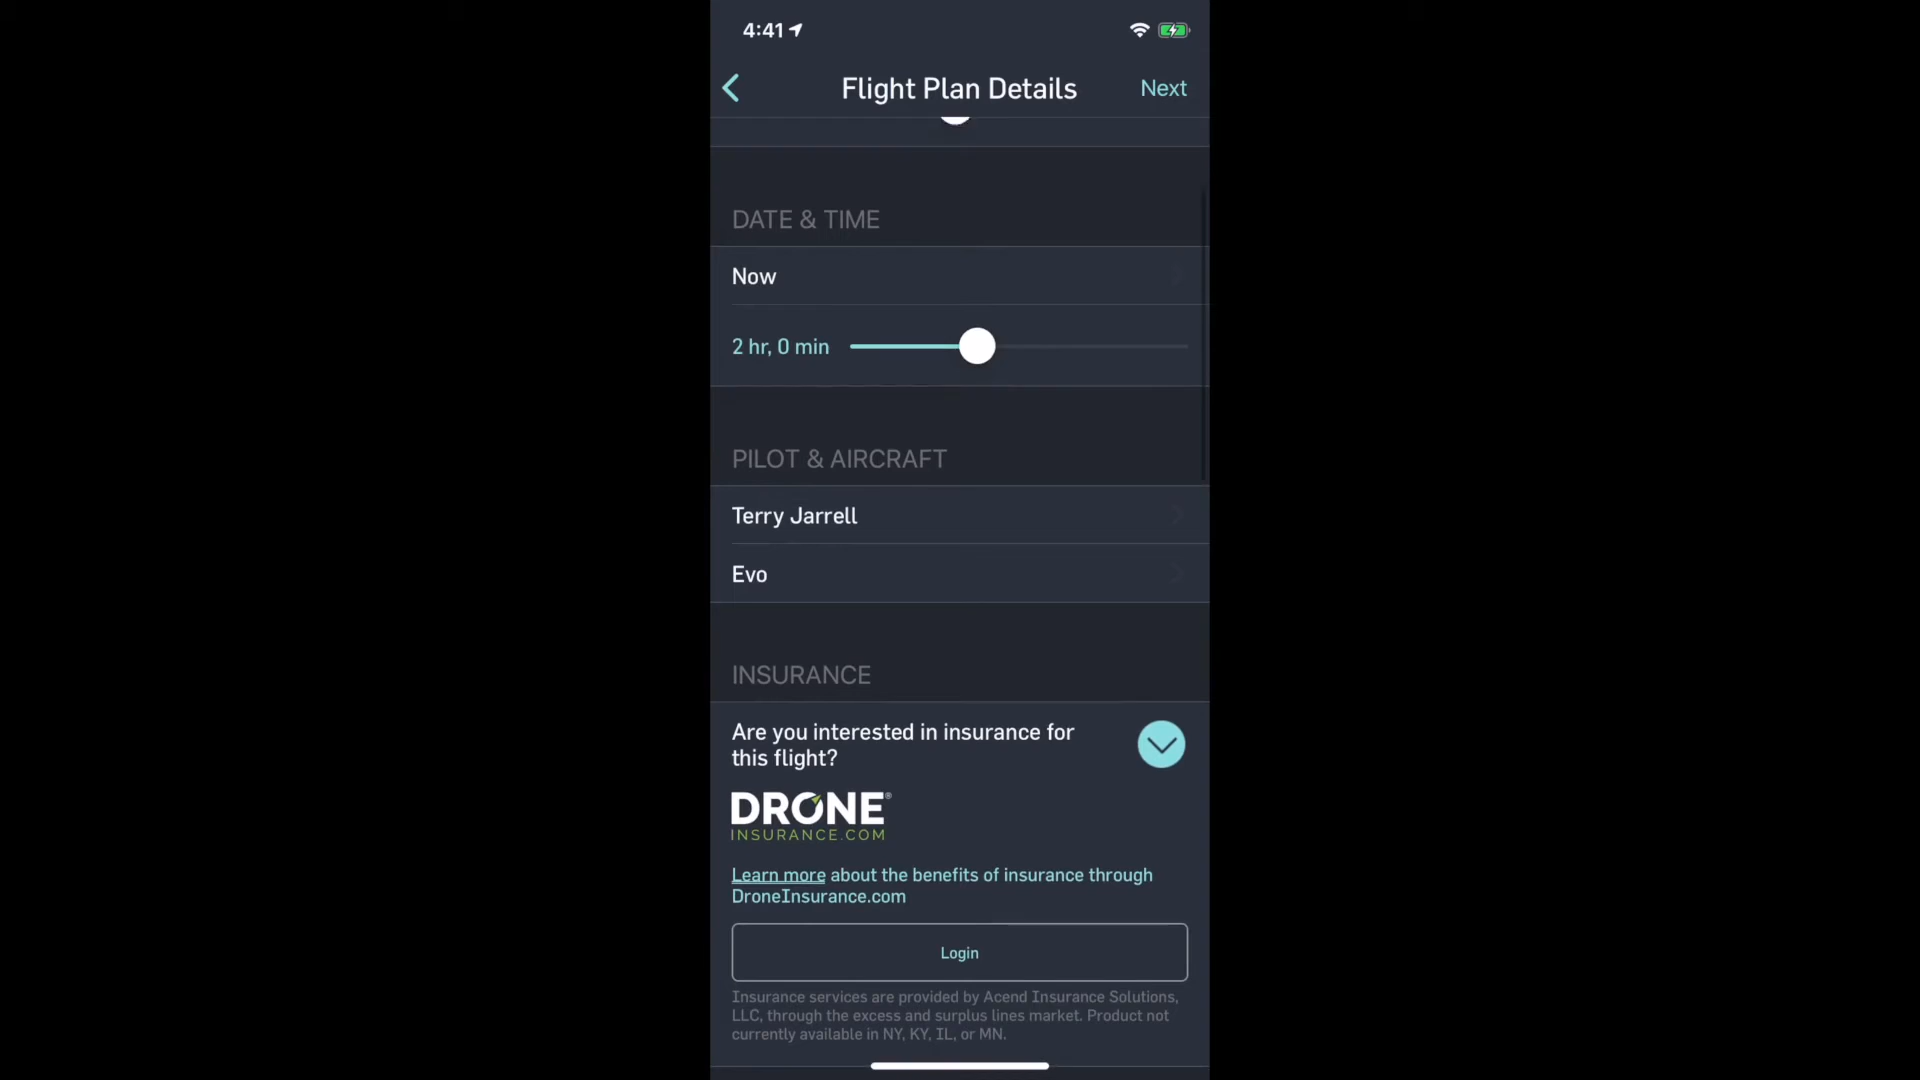 4:41
Flight Plan Details
Next
DATE & TIME
Now
2 hr, 0 min
PILOT & AIRCRAFT
Terry Jarrell
Evo
INSURANCE
Are you interested in insurance for
this flight?
DRONE®
INSURANCE.COM
Learn more about the benefits of insurance through
DroneInsurance.com
Login
Insurance services are provided by Acend Insurance Solutions,
LLC, through the excess and surplus lines market. Product not
currently available in NY, KY, IL, or MN.